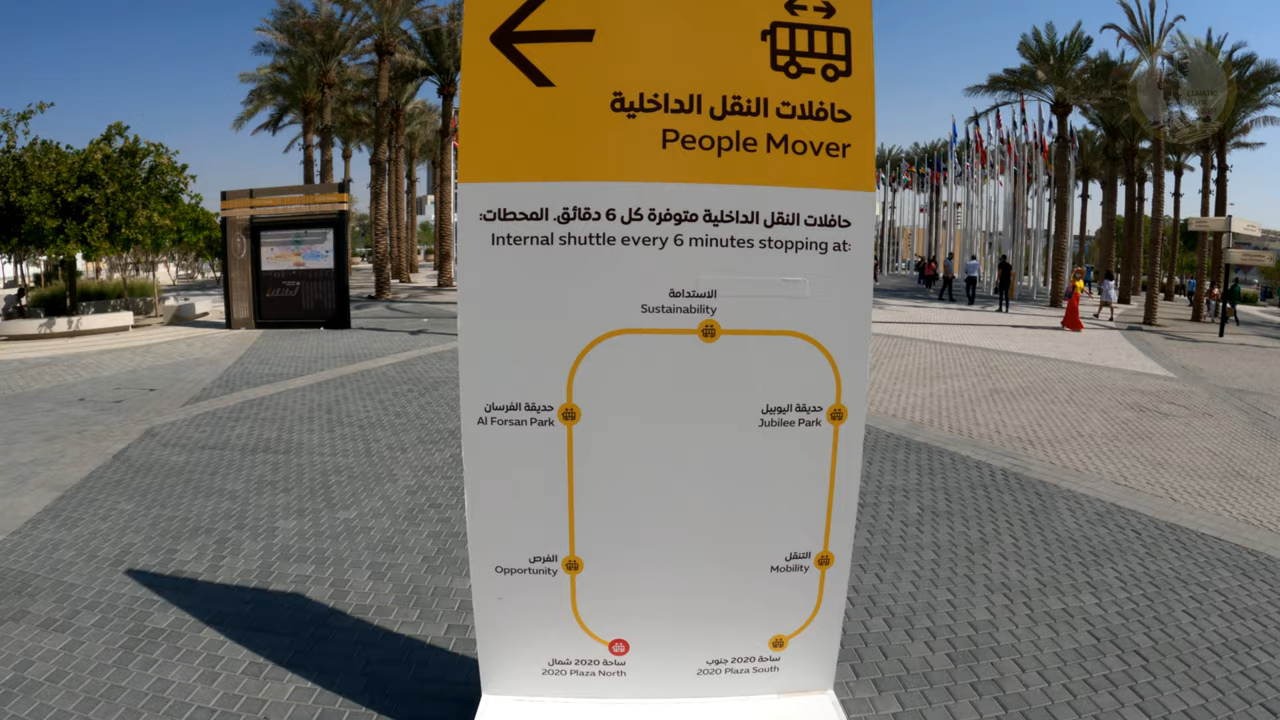 حافلات النقل الداخلية
People Mover
حافلات النقل الداخلية متوفرة كل 6 دقائق. المحطات:
Internal shuttle every 6 minutes stopping at:
الاستدامة
Sustainability
حديقة الفرسان
Al Forsan Park
حديقة اليوبيل
Jubilee Park
الفرص
Opportunity
التنقل
Mobility
ساحة 2020 شمال
2020 Plaza North
ساحة 2020 جنوب
2020 Plaza South